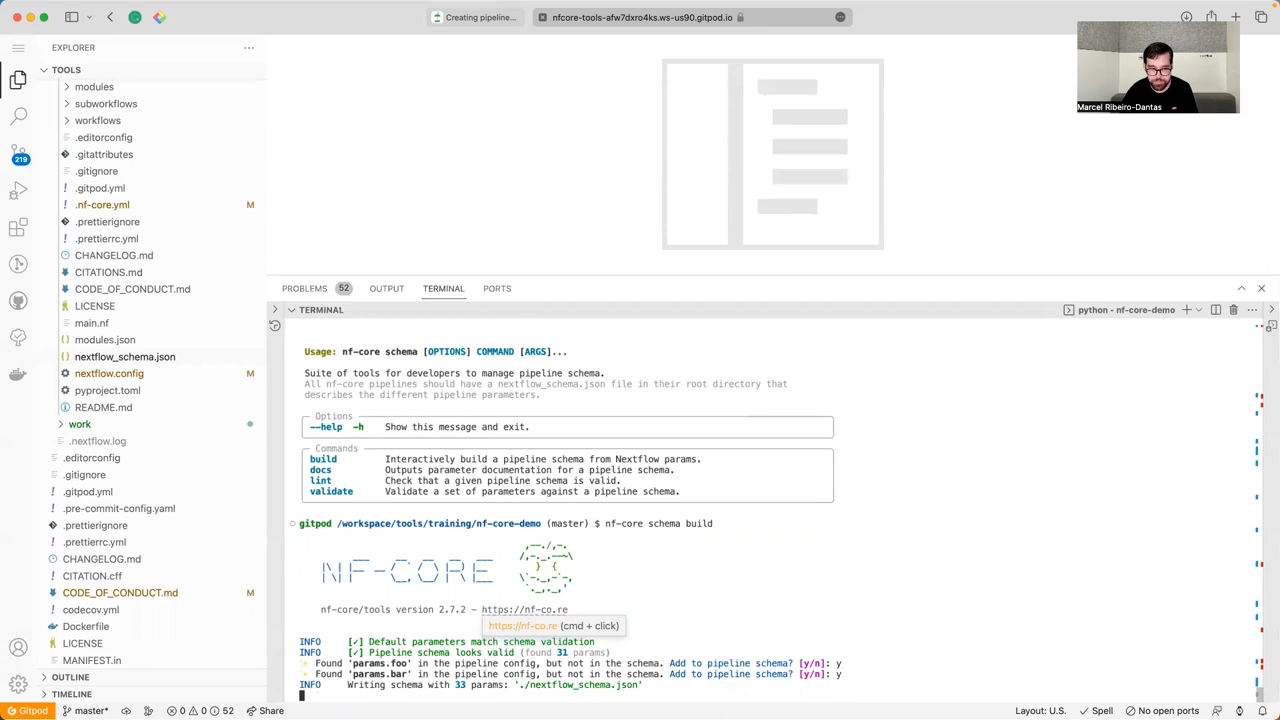 Creating pipeline...
nfcore-tools-afw7dxro4ks.ws-us90.gitpod.io
Marcel Ribeiro-Dantas
EXPLORER
TOOLS
modules
subworkflows
workflows
.editorconfig
.gitattributes
.gitignore
.gitpod.yml
.nf-core.yml M
.prettierignore
.prettierrc.yml
CHANGELOG.md
CITATIONS.md
CODE_OF_CONDUCT.md
LICENSE
main.nf
modules.json
nextflow_schema.json
nextflow.config M
pyproject.toml
README.md
work
.nextflow.log
.editorconfig
.gitignore
.gitpod.yml
.pre-commit-config.yaml
.prettierignore
.prettierrc.yml
CHANGELOG.md
CITATION.cff
CODE_OF_CONDUCT.md M
codecov.yml
Dockerfile
LICENSE
MANIFEST.in
OUTLINE
TIMELINE
219
PROBLEMS 52 OUTPUT TERMINAL PORTS
TERMINAL
python - nf-core-demo
Usage: nf-core schema [OPTIONS] COMMAND [ARGS]...
Suite of tools for developers to manage pipeline schema.
All nf-core pipelines should have a nextflow_schema.json file in their root directory that
describes the different pipeline parameters.
Options
--help -h Show this message and exit.
Commands
build Interactively build a pipeline schema from Nextflow params.
docs Outputs parameter documentation for a pipeline schema.
lint Check that a given pipeline schema is valid.
validate Validate a set of parameters against a pipeline schema.
gitpod /workspace/tools/training/nf-core-demo (master) $ nf-core schema build
nf-core/tools version 2.7.2 - https://nf-co.re
https://nf-co.re (cmd + click)
INFO [✓] Default parameters match schema validation
INFO [✓] Pipeline schema looks valid (found 31 params)
✨ Found 'params.foo' in the pipeline config, but not in the schema. Add to pipeline schema? [y/n]: y
✨ Found 'params.bar' in the pipeline config, but not in the schema. Add to pipeline schema? [y/n]: y
INFO Writing schema with 33 params: './nextflow_schema.json'
Gitpod master* 0 0 52 Share
Layout: U.S. Spell No open ports